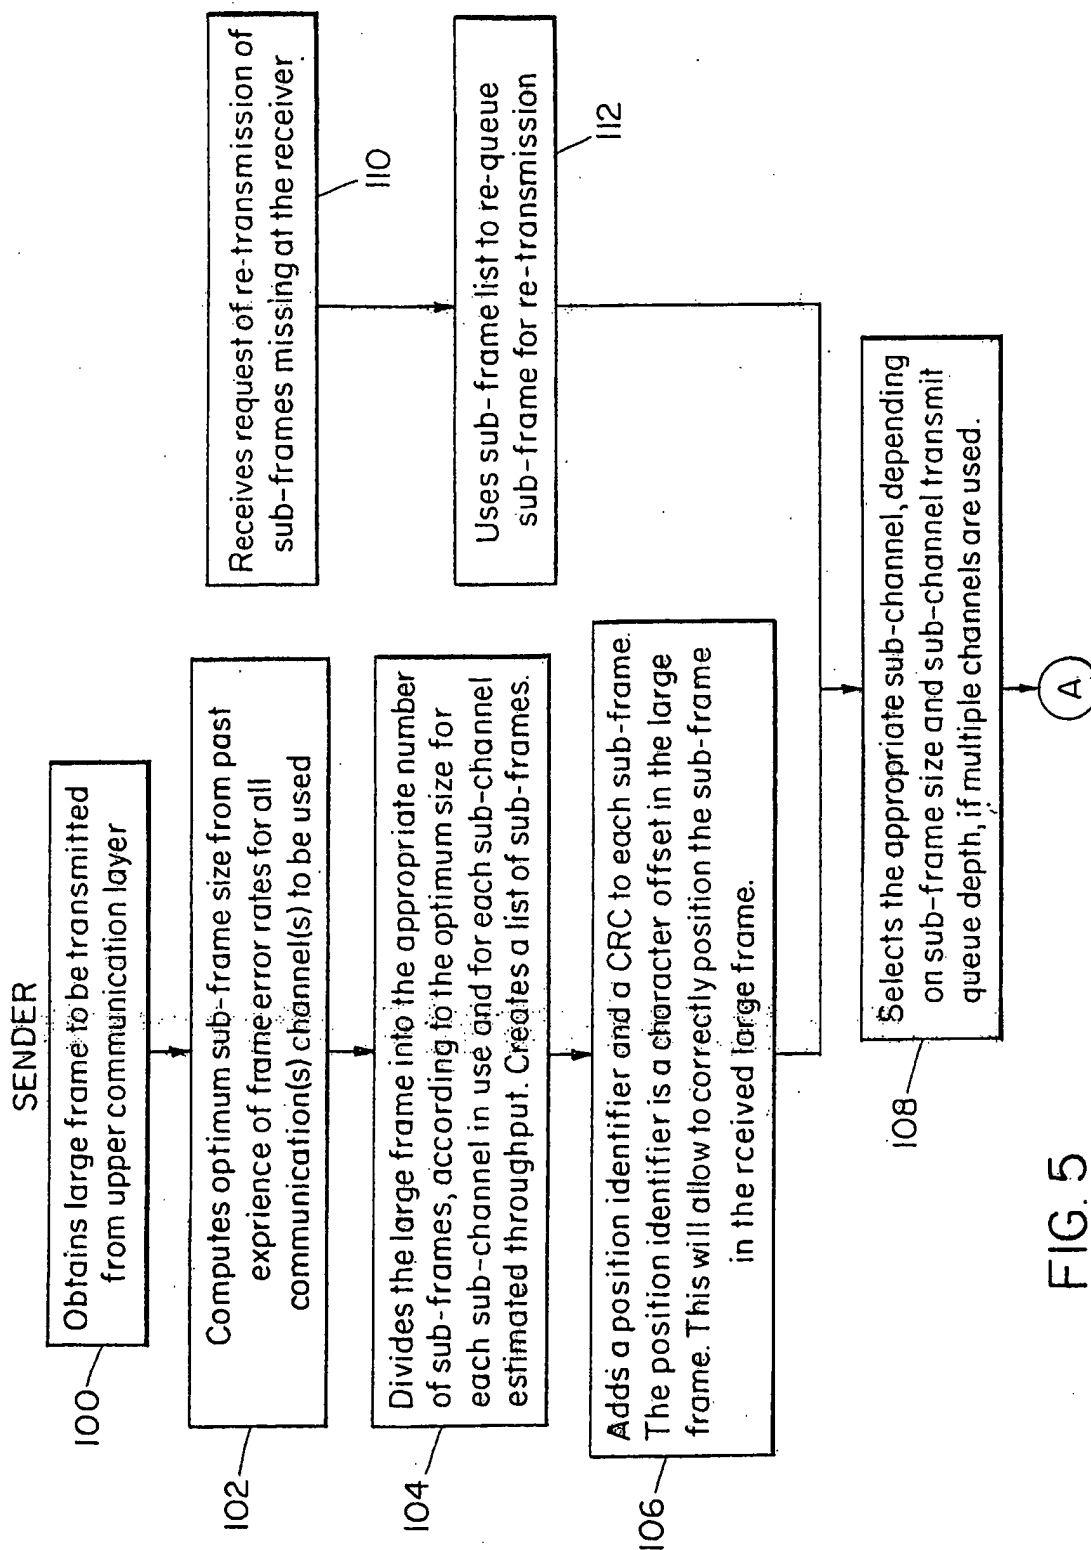 SENDER
Obtains large frame to be transmitted
from upper communication layer
100
Computes optimum sub-frame size from past
exprience of frame error rates for all
communication(s) channel(s) to be used
102
Divides the large frame into the appropriate number
of sub-frames, according to the optimum size for
each sub-channel in use and for each sub-channel
estimated throughput. Creates a list of sub-frames.
104
Adds a position identifier and a CRC to each sub-frame.
The position identifier is a character offset in the large
frame. This will allow to correctly position the sub-frame
in the rceived large frame.
106
Receives request of re-transmission of
sub-frames missing at the receiver
110
Uses sub-frame list to re-queue
sub-frame for re-transmission
112
Selects the appropriate sub-channel, depending
on sub-frame size and sub-channel transmit
queue depth, if multiple channels are used.
108
A
FIG. 5